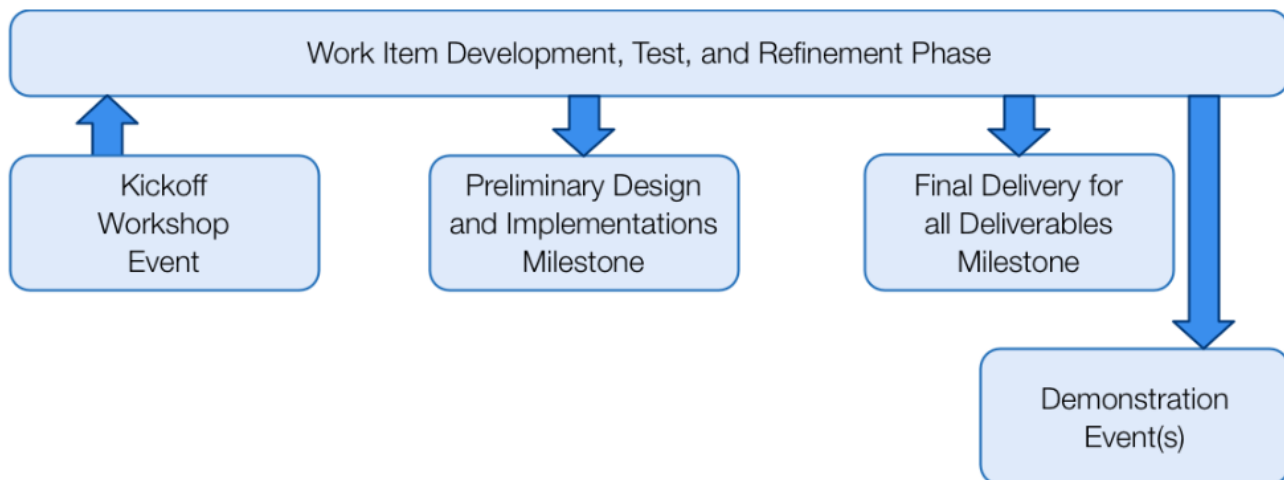 Work Item Development, Test, and Refinement Phase
Kickoff
Workshop
Event
Preliminary Design
and Implementations
Milestone
Final Delivery for
all Deliverables
Milestone
Demonstration
Event(s)